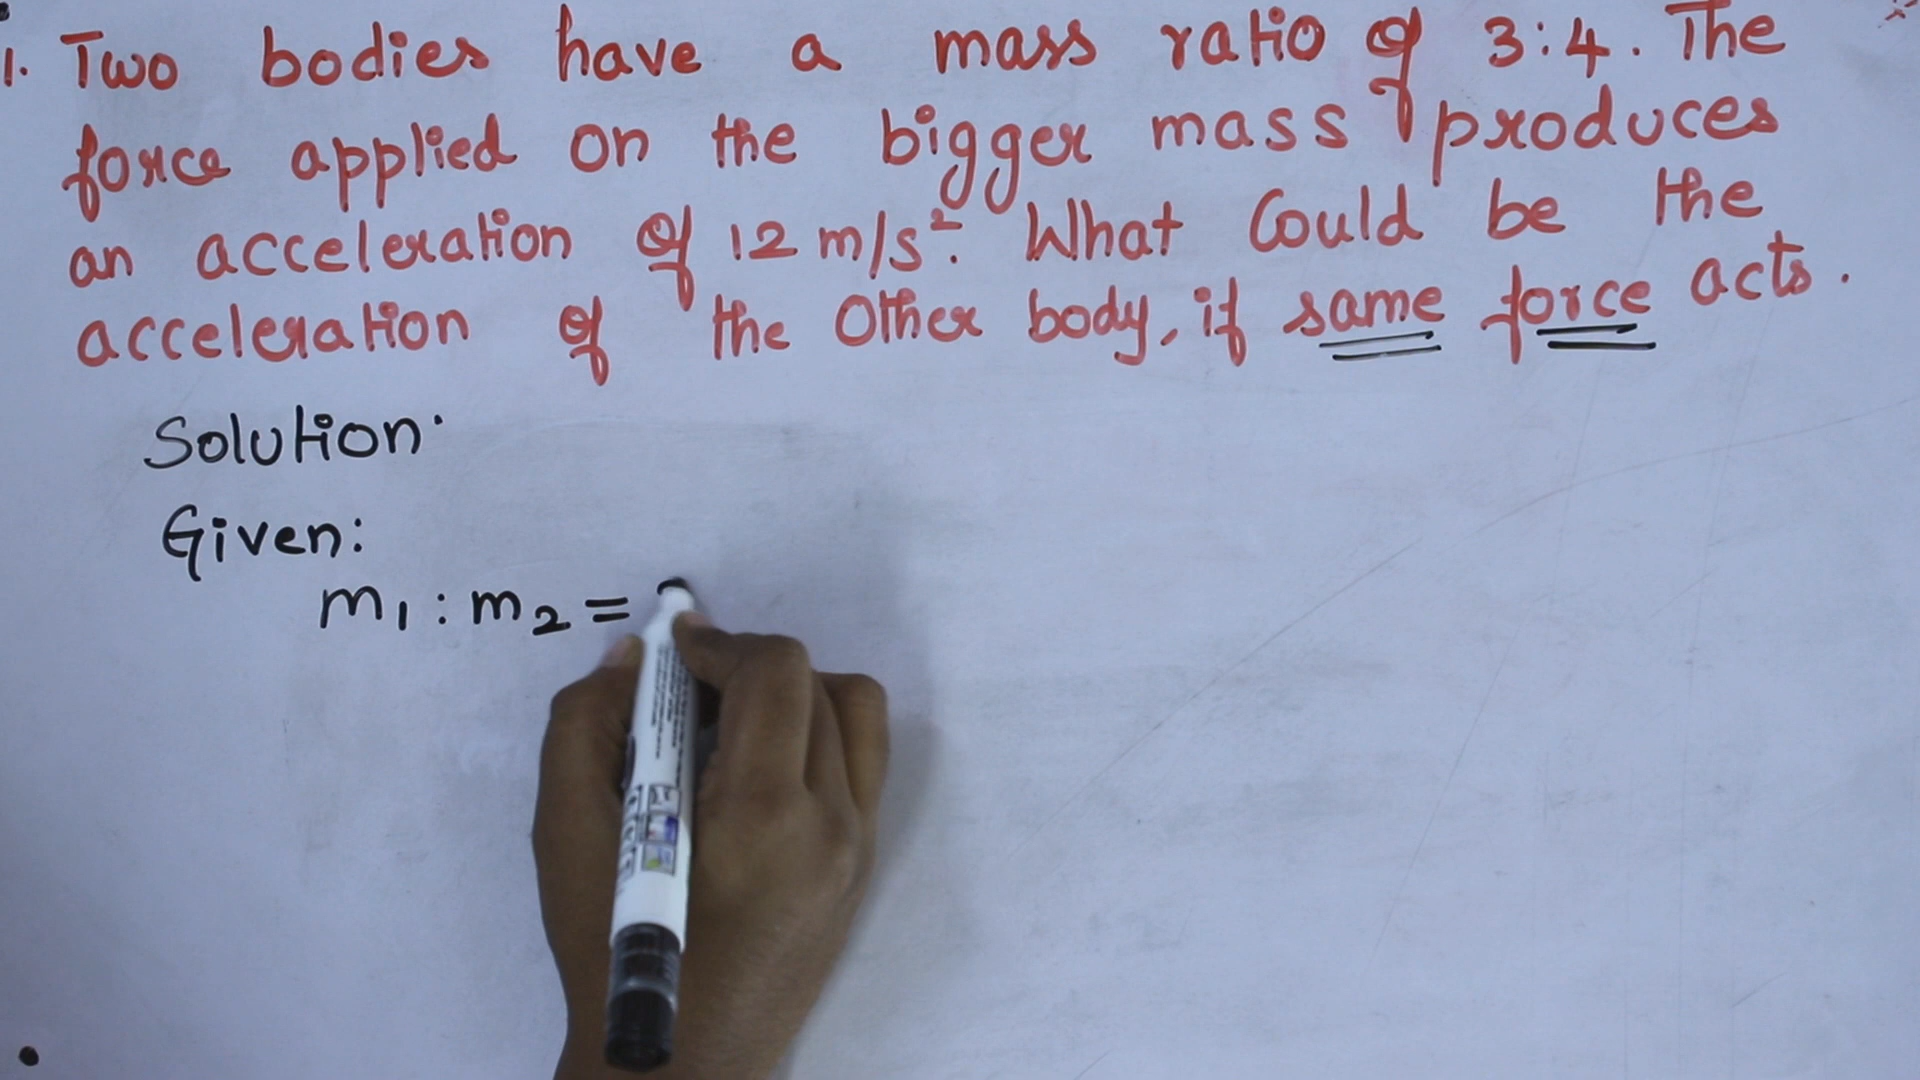 1. Two bodies have a mass ratio of 3:4. The
force applied on the bigger mass produces
an acceleration of 12 m/s². What Could be the
acceleration of the Other body, if same force acts.
Solution.
Given:
m₁ : m₂ =